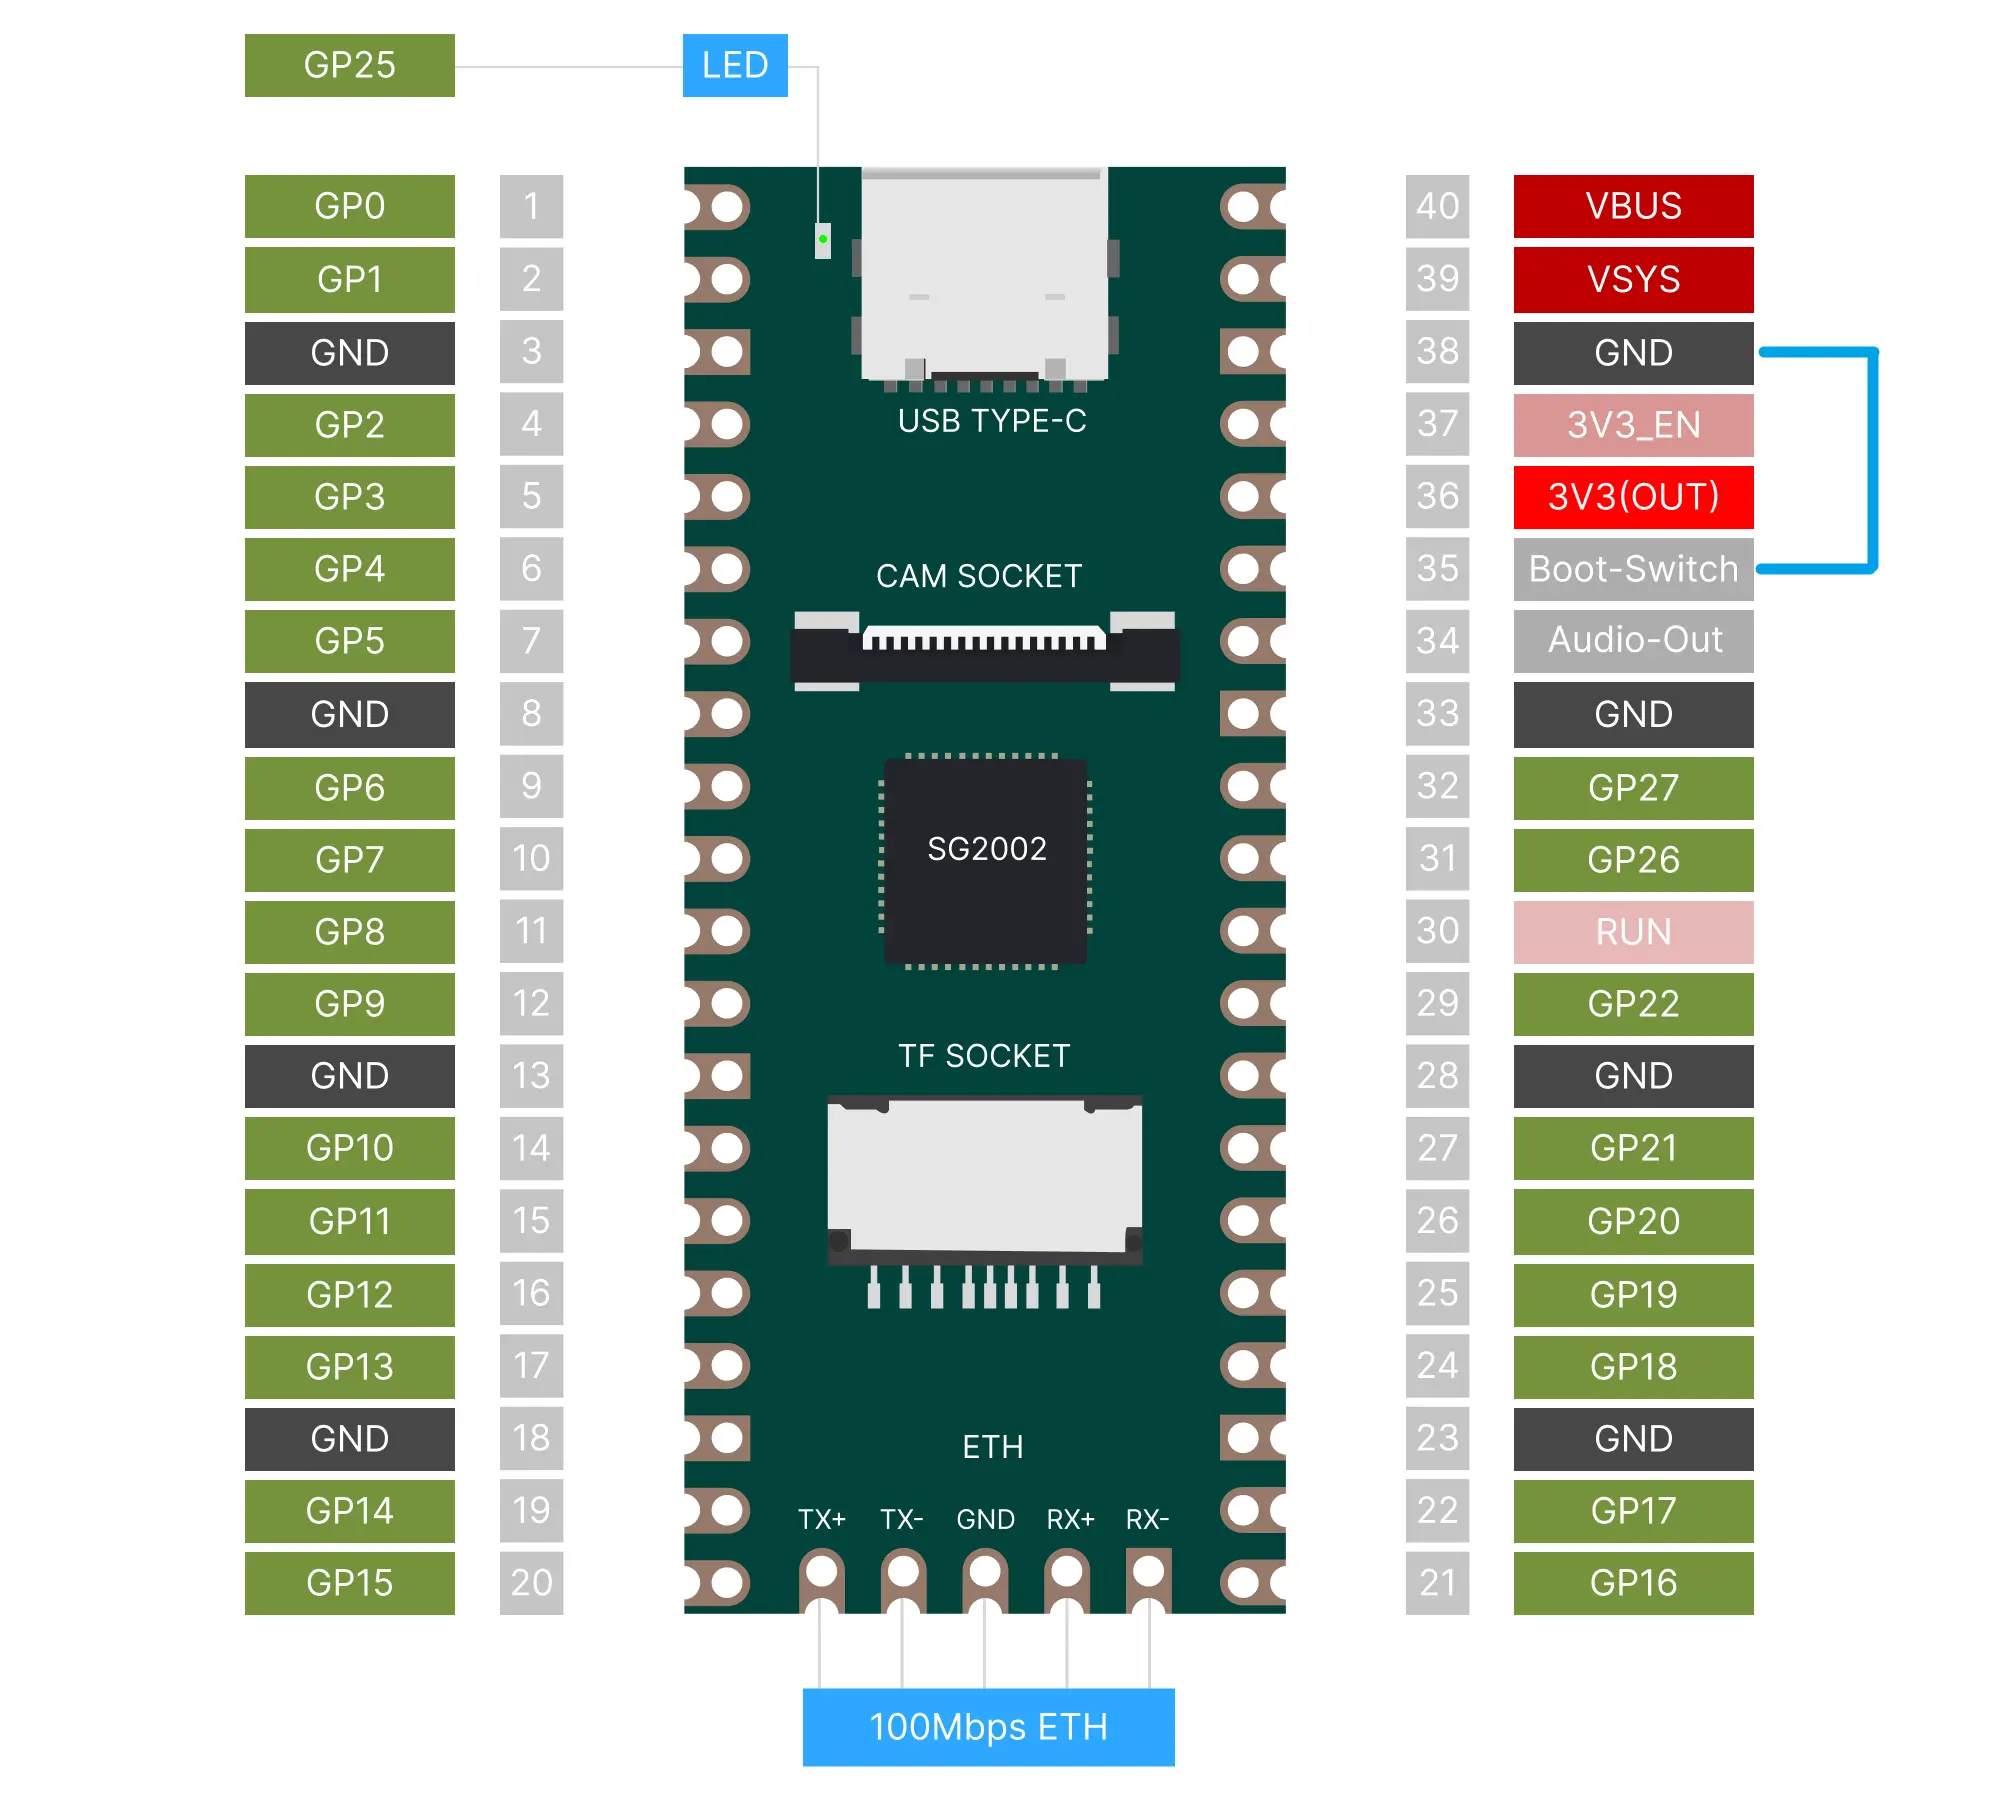 GP25 LED
GP0 1 40 VBUS
GP1 2 39 VSYS
GND 3 38 GND
GP2 4 USB TYPE-C 37 3V3_EN
GP3 5 36 3V3(OUT)
GP4 6 CAM SOCKET 35 Boot-Switch
GP5 7 34 Audio-Out
GND 8 33 GND
GP6 9 32 GP27
GP7 10 SG2002 31 GP26
GP8 11 30 RUN
GP9 12 29 GP22
GND 13 TF SOCKET 28 GND
GP10 14 27 GP21
GP11 15 26 GP20
GP12 16 25 GP19
GP13 17 24 GP18
GND 18 ETH 23 GND
GP14 19 TX+ TX- GND RX+ RX- 22 GP17
GP15 20 21 GP16
100Mbps ETH